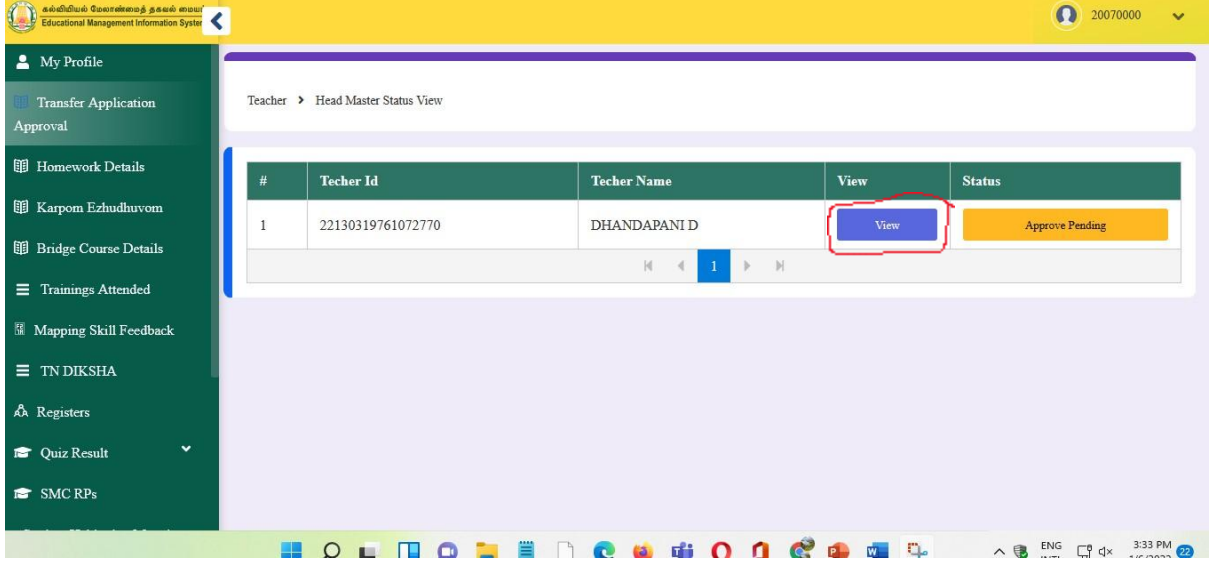 கல்வியியல் மேலாண்மைத் தகவல்
Educational Management Information
20070000
My Profile
Transfer Application
Approval
Homework Details
Karpom Ezhudhuvom
Bridge Course Details
Trainings Attended
Mapping Skill Feedback
TN DIKSHA
Registers
Quiz Result
SMC RPs
Teacher > Head Master Status View
# Techer Id Techer Name View Status
1 22130319761072770 DHANDAPANI D View Approve Pending
1
ENG
3:33 PM
22